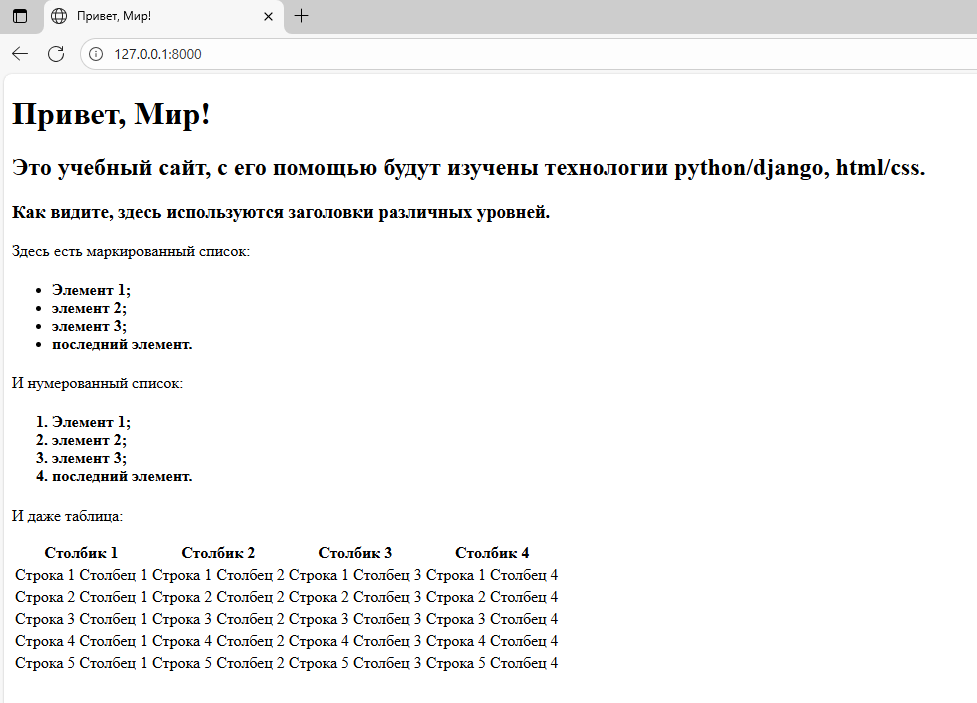 Привет, Мир!
127.0.0.1:8000
Привет, Мир!
Это учебный сайт, с его помощью будут изучены технологии python/django, html/css.
Как видите, здесь используются заголовки различных уровней.
Здесь есть маркированный список:
• Элемент 1;
• элемент 2;
• элемент 3;
• последний элемент.
И нумерованный список:
1. Элемент 1;
2. элемент 2;
3. элемент 3;
4. последний элемент.
И даже таблица:
Столбик 1 Столбик 2 Столбик 3 Столбик 4
Строка 1 Столбец 1 Строка 1 Столбец 2 Строка 1 Столбец 3 Строка 1 Столбец 4
Строка 2 Столбец 1 Строка 2 Столбец 2 Строка 2 Столбец 3 Строка 2 Столбец 4
Строка 3 Столбец 1 Строка 3 Столбец 2 Строка 3 Столбец 3 Строка 3 Столбец 4
Строка 4 Столбец 1 Строка 4 Столбец 2 Строка 4 Столбец 3 Строка 4 Столбец 4
Строка 5 Столбец 1 Строка 5 Столбец 2 Строка 5 Столбец 3 Строка 5 Столбец 4